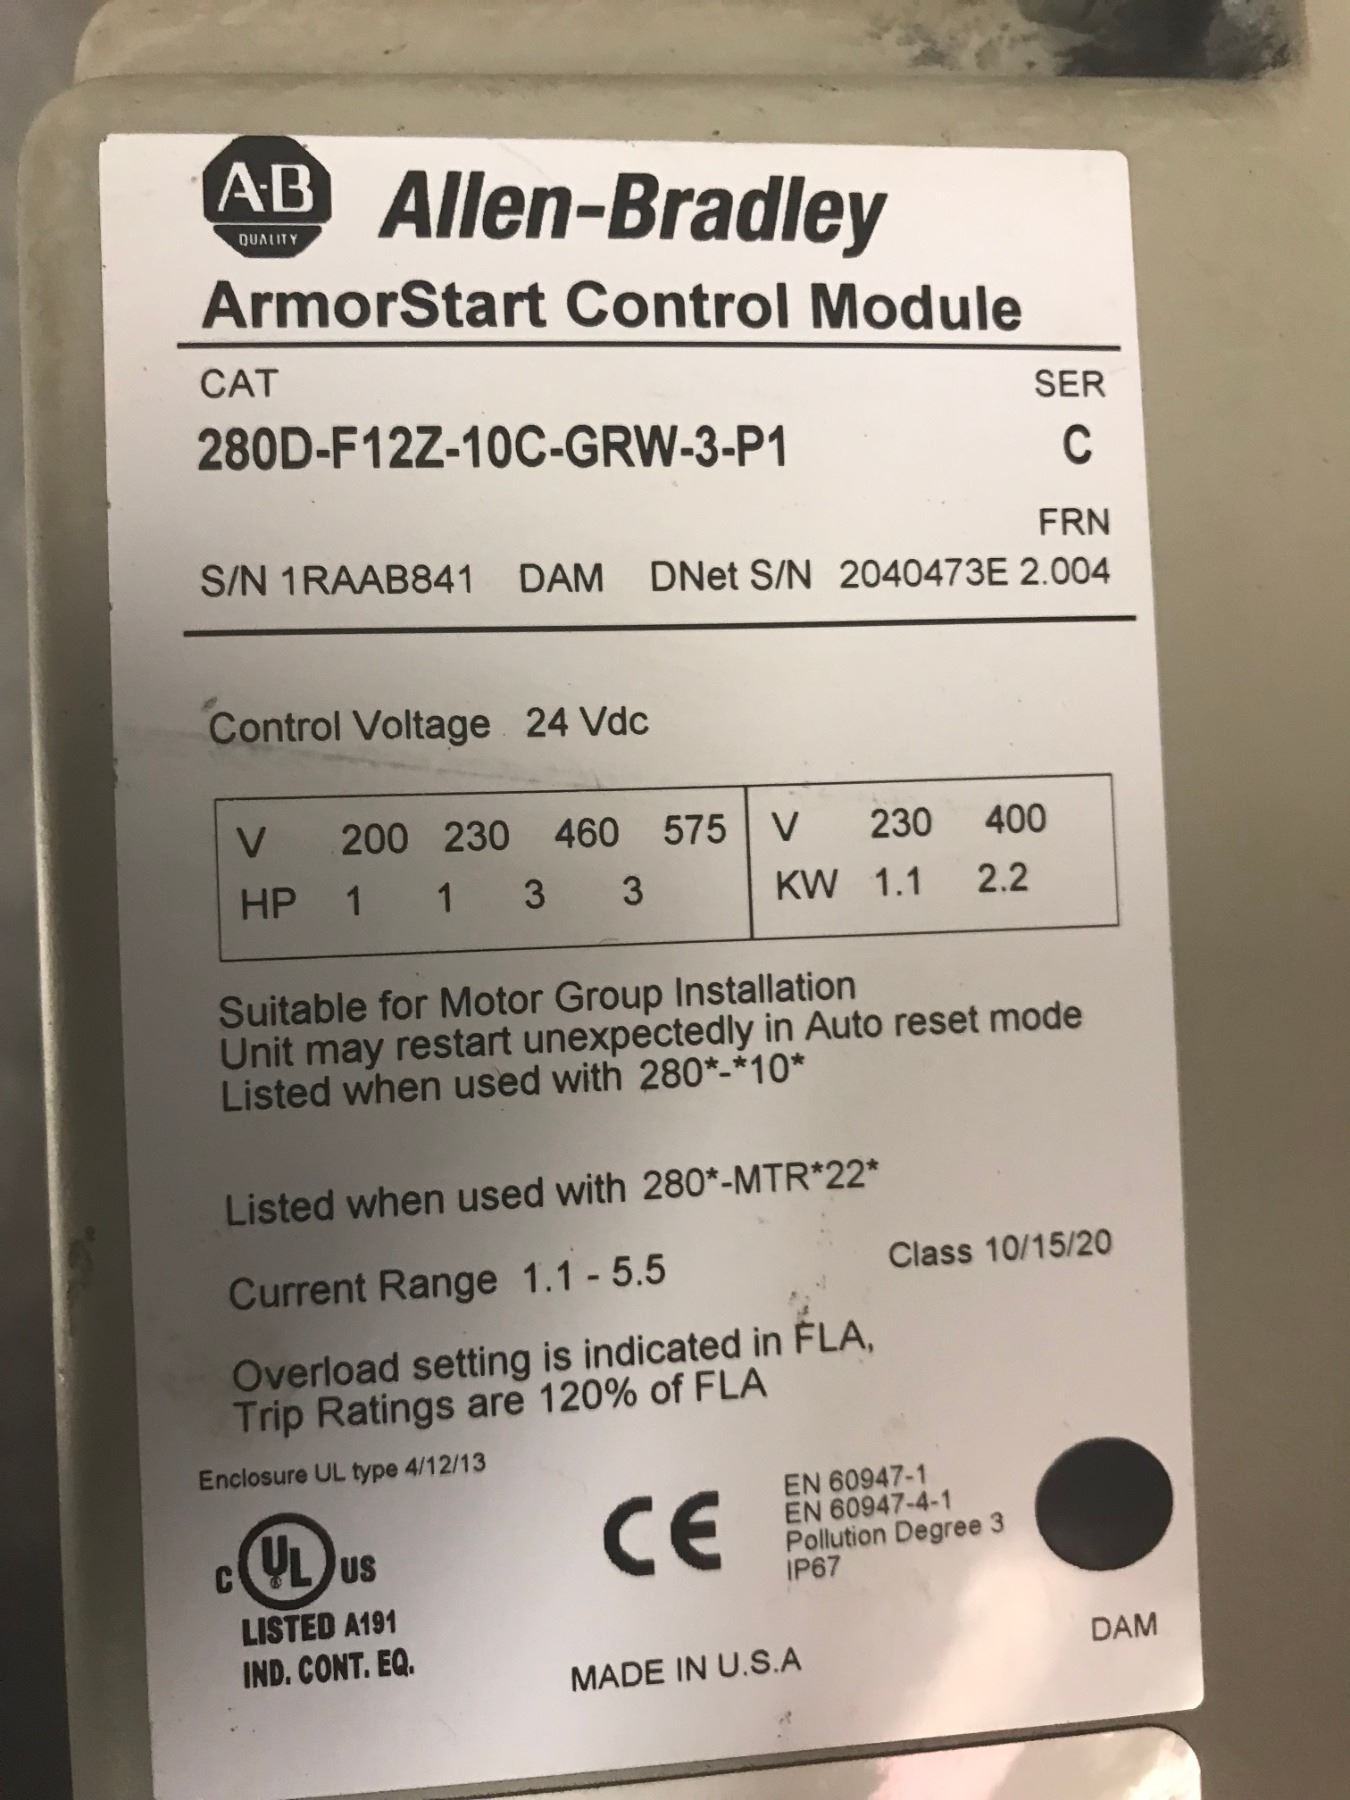 A-B
QUALITY
Allen-Bradley
ArmorStart Control Module
CAT SER
280D-F12Z-10C-GRW-3-P1 C
FRN
S/N 1RAAB841 DAM DNet S/N 2040473E 2.004
Control Voltage 24 Vdc
V 200 230 460 575 V 230 400
HP 1 1 3 3 KW 1.1 2.2
Suitable for Motor Group Installation
Unit may restart unexpectedly in Auto reset mode
Listed when used with 280*-*10*
Listed when used with 280*-MTR*22*
Current Range 1.1 - 5.5 Class 10/15/20
Overload setting is indicated in FLA,
Trip Ratings are 120% of FLA
Enclosure UL type 4/12/13
C UL ® US
LISTED A191
IND. CONT. EQ.
CE
EN 60947-1
EN 60947-4-1
Pollution Degree 3
IP67
DAM
MADE IN U.S.A